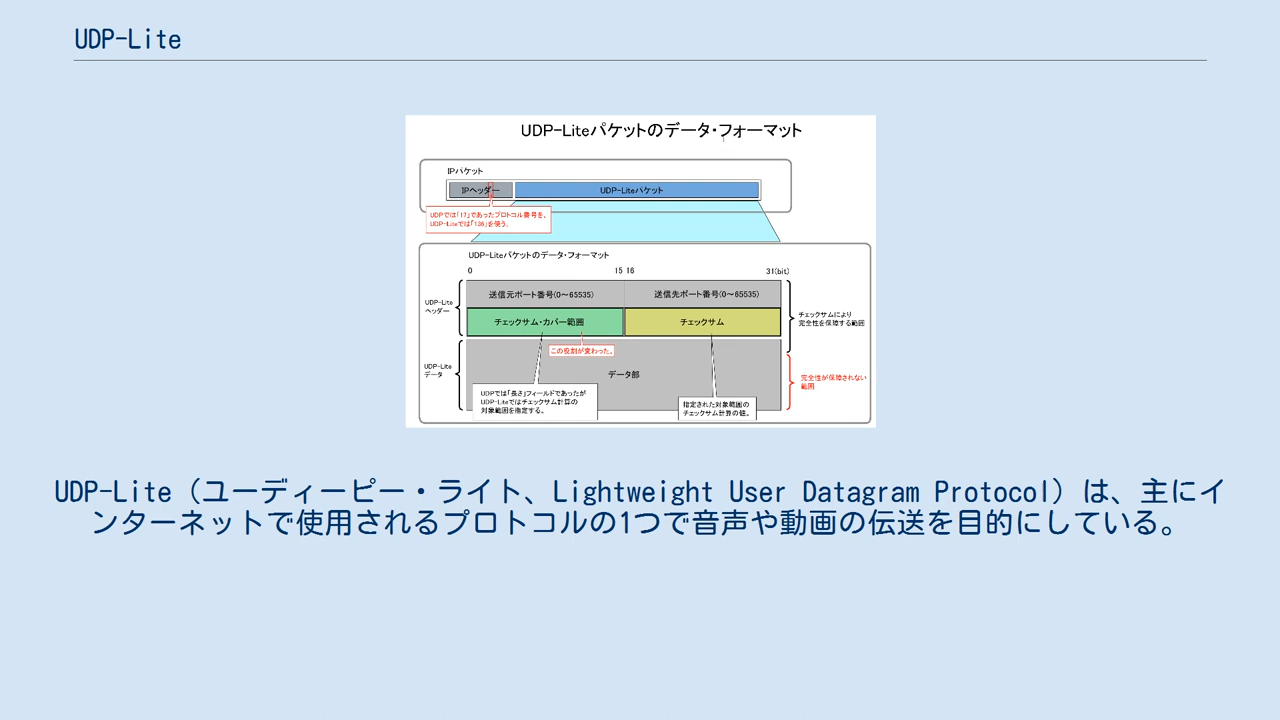 UDP-Lite
UDP-Liteパケットのデータ・フォーマット
IPパケット
IPヘッダー
UDP-Liteパケット
UDPでは「17」であったプロトコル番号を、
UDP-Liteでは「136」を使う。
UDP-Liteパケットのデータ・フォーマット
0
15 16
31(bit)
UDP-Lite
ヘッダー
送信元ポート番号(0～65535)
送信先ポート番号(0～65535)
チェックサム・カバー範囲
チェックサム
チェックサムにより
完全性を保障する範囲
この役割が変わった。
UDP-Lite
データ
データ部
完全性が保障されない
範囲
UDPでは「長さ」フィールドであったが
UDP-Liteではチェックサム計算の
対象範囲を指定する。
指定された対象範囲の
チェックサム計算の値。
UDP-Lite（ユーディーピー・ライト、Lightweight User Datagram Protocol）は、主にイ
ンターネットで使用されるプロトコルの1つで音声や動画の伝送を目的にしている。